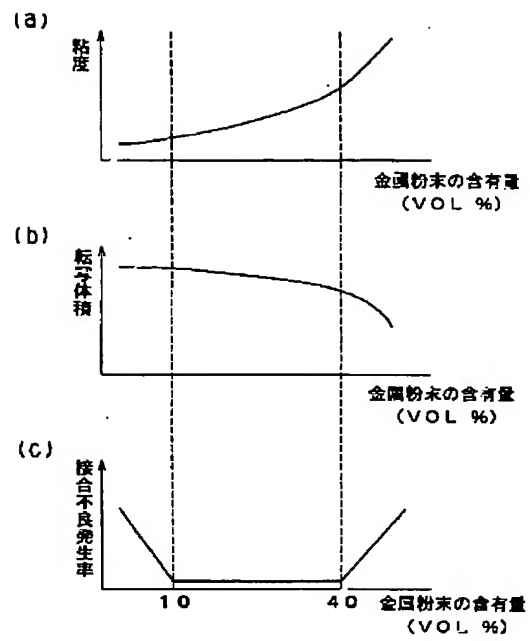 (a)
粘度
金属粉末の含有量
(VOL %)
(b)
転写体積
金属粉末の含有量
(VOL %)
(c)
接合不良発生率
10
40
金属粉末の含有量
(VOL %)